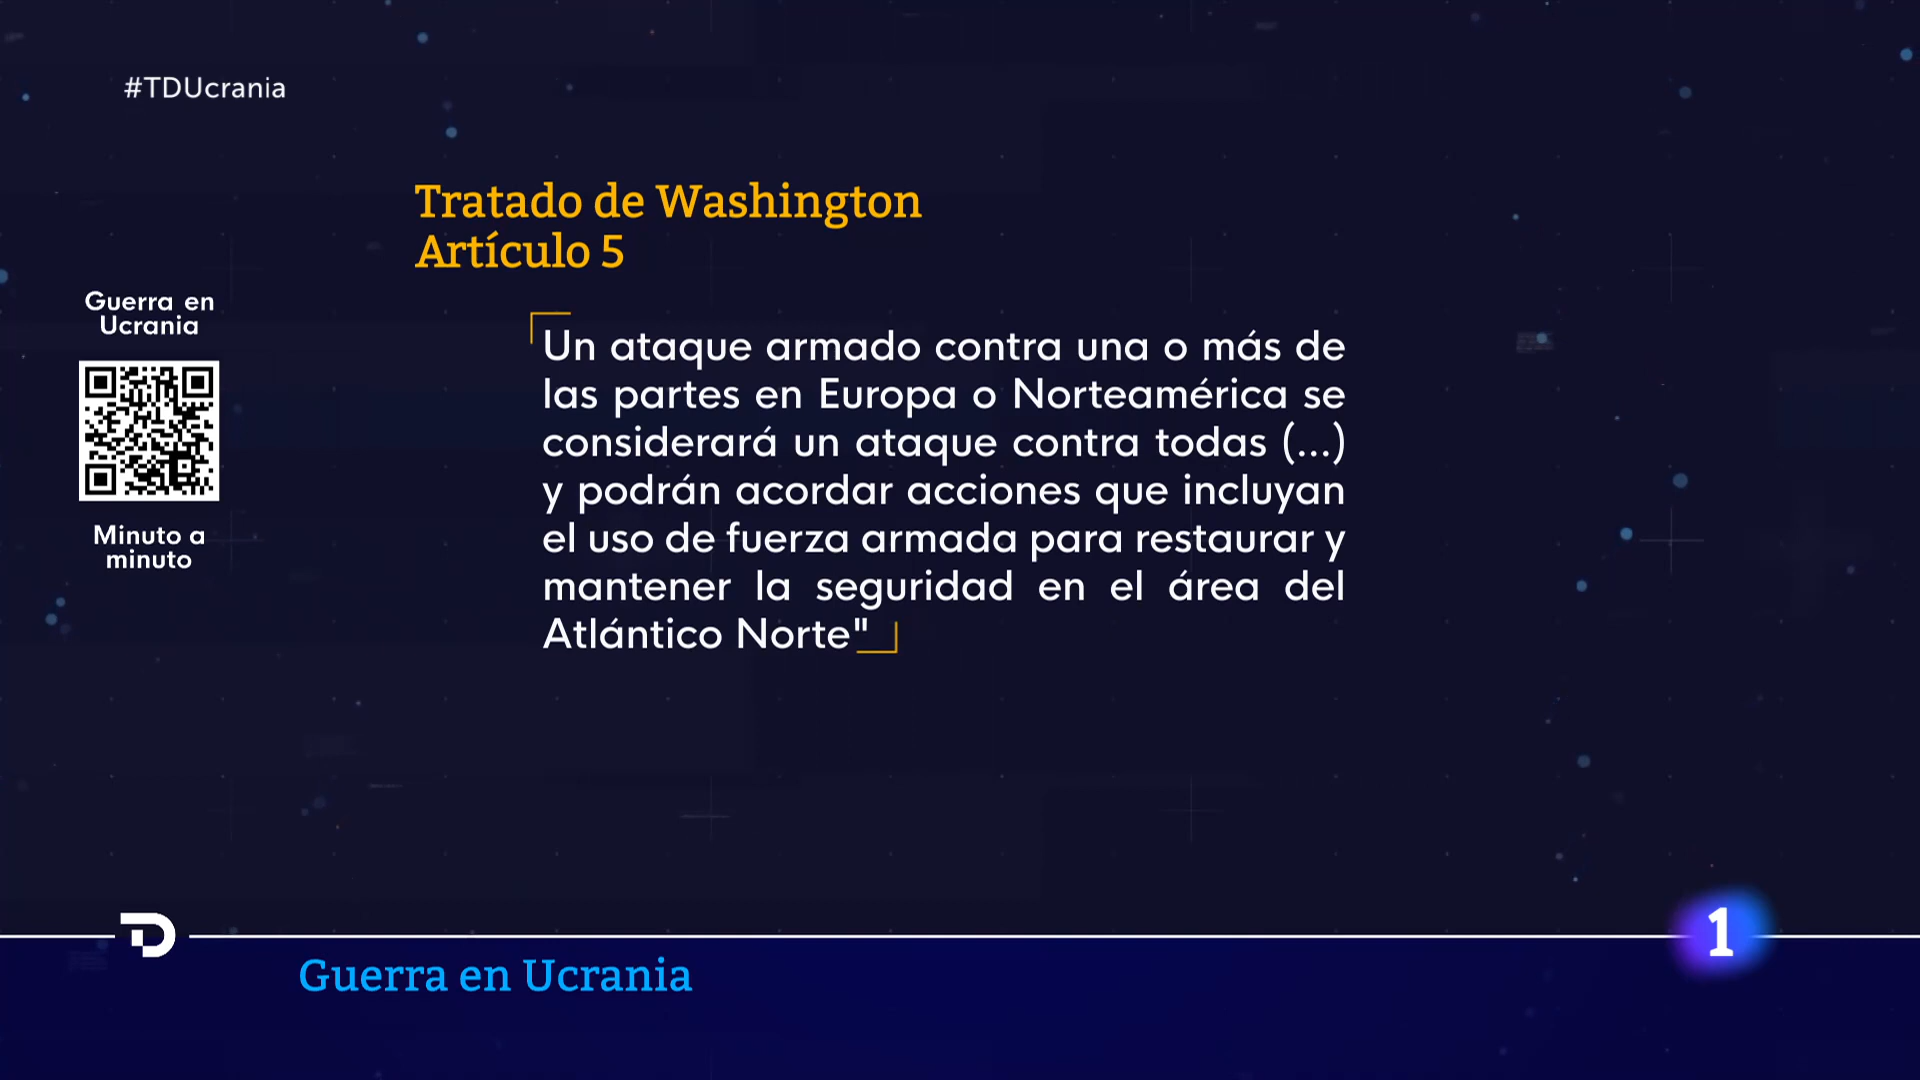 #TDUcrania
Tratado de Washington
Artículo 5
Guerra en
Ucrania
Minuto a
minuto
Un ataque armado contra una o más de
las partes en Europa o Norteamérica se
considerará un ataque contra todas (...)
y podrán acordar acciones que incluyan
el uso de fuerza armada para restaurar y
mantener la seguridad en el área del
Atlántico Norte"
TD
1
Guerra en Ucrania